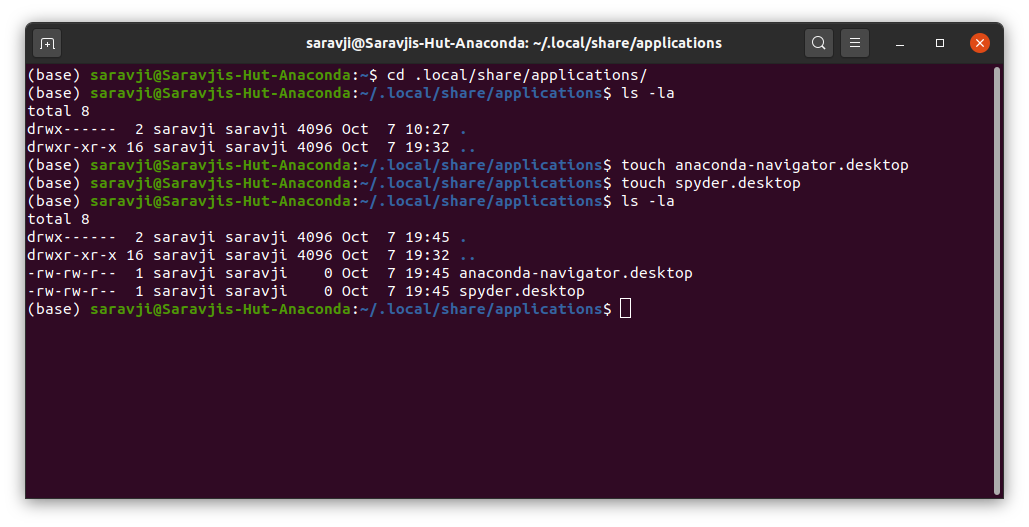 saravji@Saravjis-Hut-Anaconda: ~/.local/share/applications
(base) saravji@Saravjis-Hut-Anaconda:~$ cd .local/share/applications/
(base) saravji@Saravjis-Hut-Anaconda:~/.local/share/applications$ ls -la
total 8
drwx------  2 saravji saravji 4096 Oct  7 10:27 .
drwxr-xr-x 16 saravji saravji 4096 Oct  7 19:32 ..
(base) saravji@Saravjis-Hut-Anaconda:~/.local/share/applications$ touch anaconda-navigator.desktop
(base) saravji@Saravjis-Hut-Anaconda:~/.local/share/applications$ touch spyder.desktop
(base) saravji@Saravjis-Hut-Anaconda:~/.local/share/applications$ ls -la
total 8
drwx------  2 saravji saravji 4096 Oct  7 19:45 .
drwxr-xr-x 16 saravji saravji 4096 Oct  7 19:32 ..
-rw-rw-r--  1 saravji saravji    0 Oct  7 19:45 anaconda-navigator.desktop
-rw-rw-r--  1 saravji saravji    0 Oct  7 19:45 spyder.desktop
(base) saravji@Saravjis-Hut-Anaconda:~/.local/share/applications$